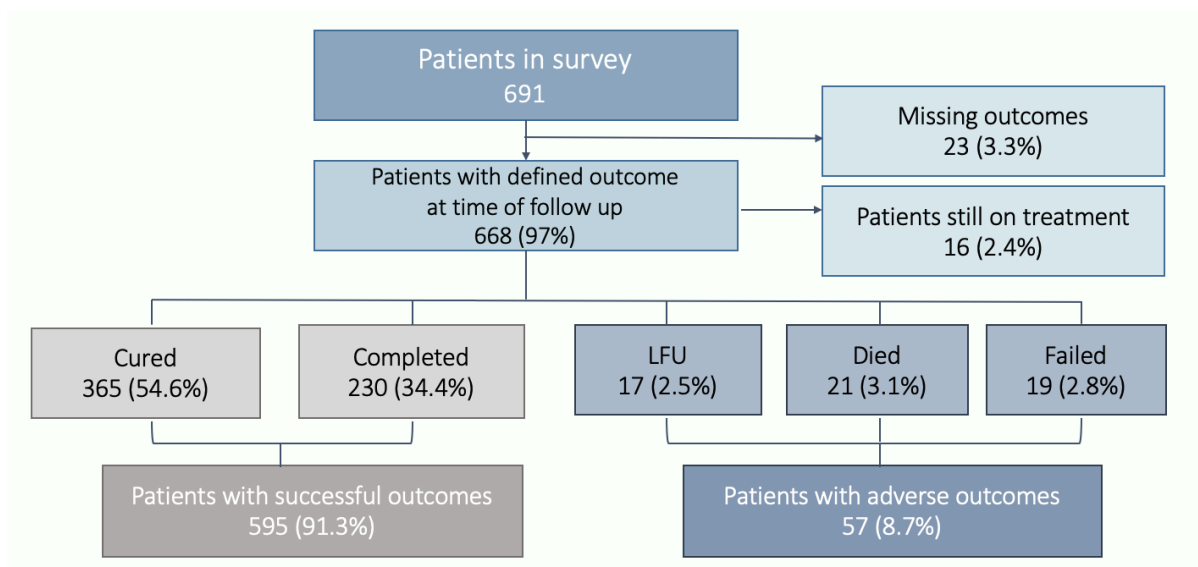 Patients in survey
691
Missing outcomes
23 (3.3%)
Patients with defined outcome
at time of follow up
668 (97%)
Patients still on treatment
16 (2.4%)
Cured
365 (54.6%)
Completed
230 (34.4%)
LFU
17 (2.5%)
Died
21 (3.1%)
Failed
19 (2.8%)
Patients with successful outcomes
595 (91.3%)
Patients with adverse outcomes
57 (8.7%)